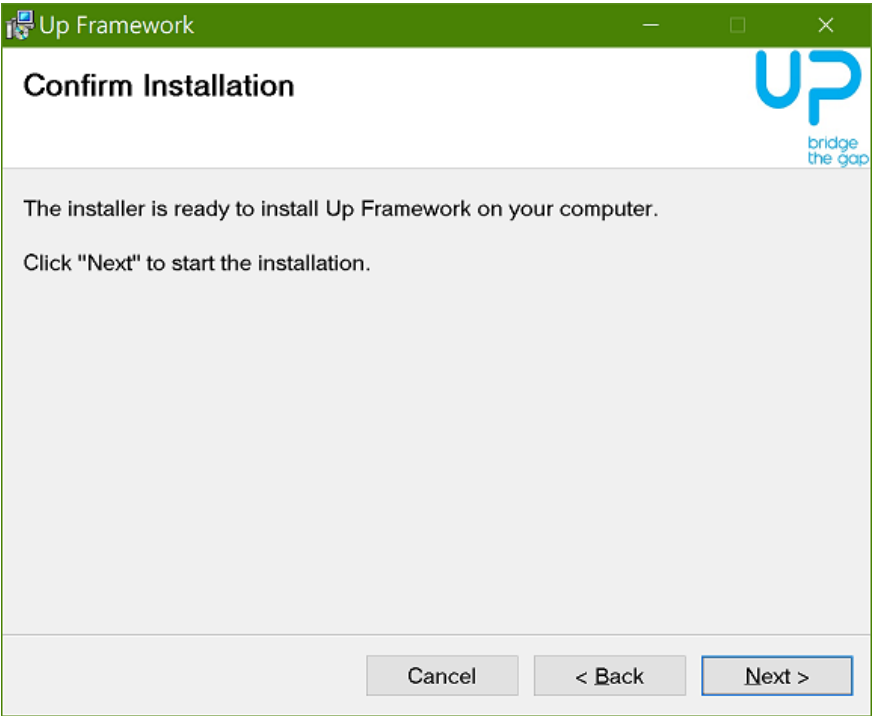 Up Framework
Confirm Installation
UP
bridge
the gap
The installer is ready to install Up Framework on your computer.
Click "Next" to start the installation.
Cancel
< Back
Next >